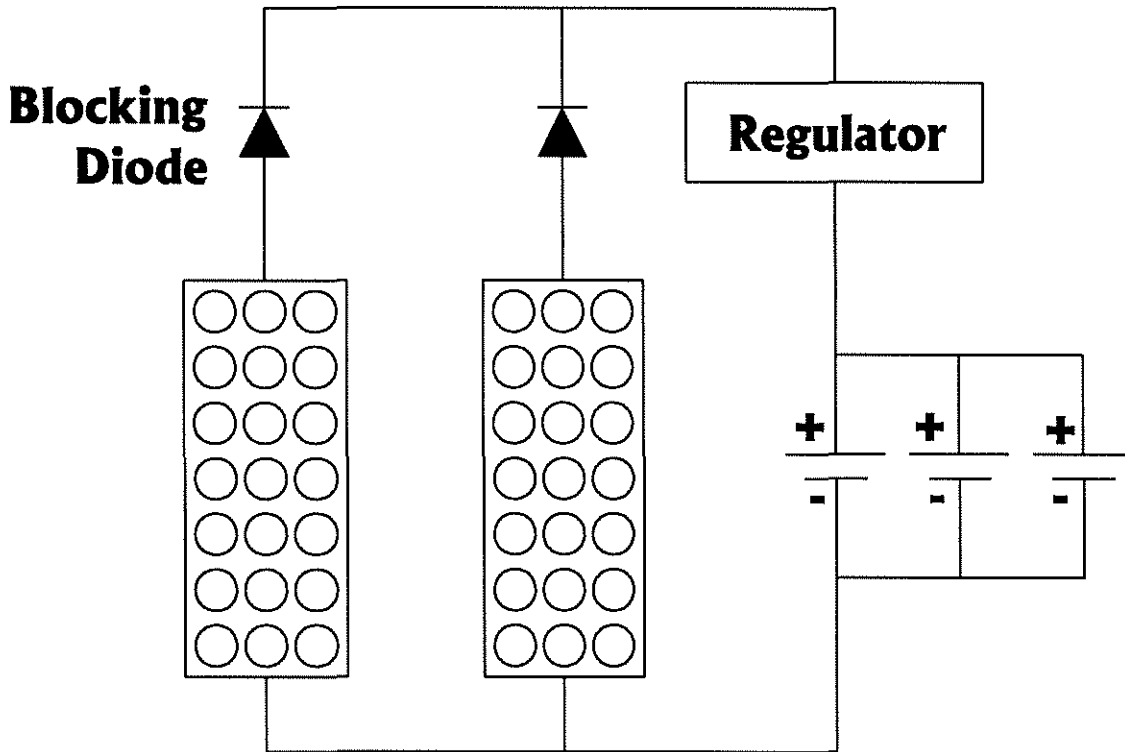 Blocking
Diode
Regulator
+ + +
- - -